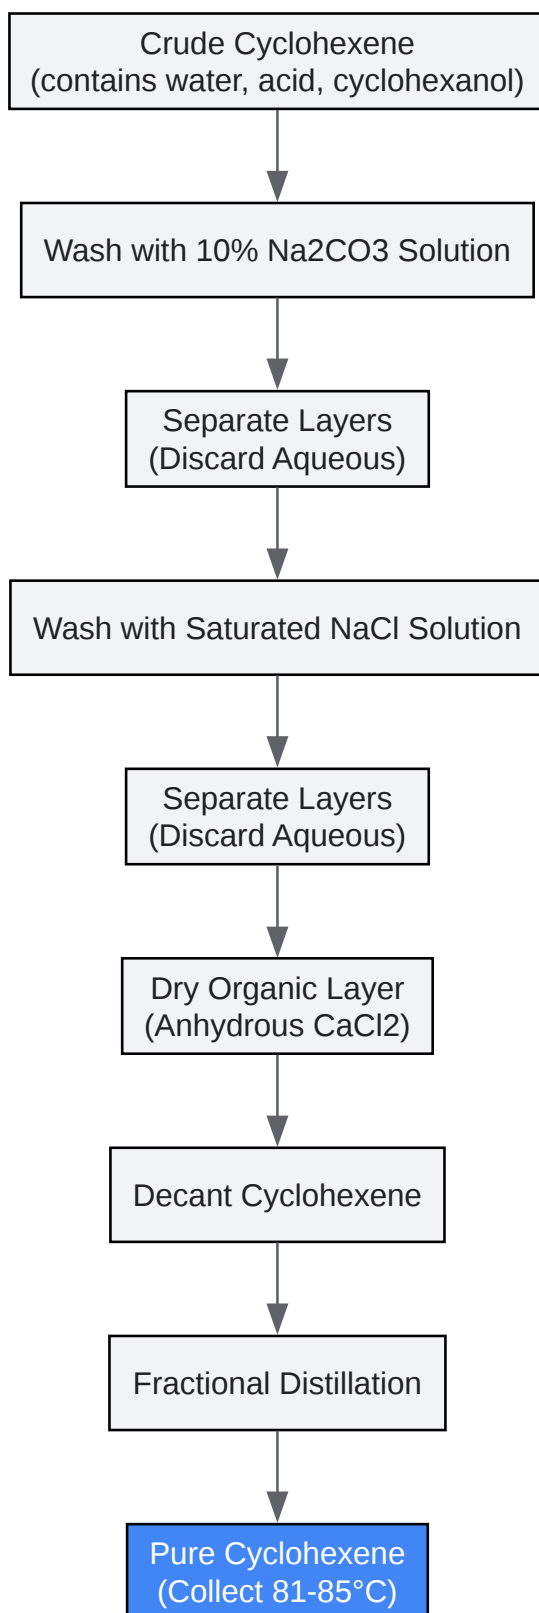 Crude Cyclohexene
(contains water, acid, cyclohexanol)
Wash with 10% Na2CO3 Solution
Separate Layers
(Discard Aqueous)
Wash with Saturated NaCl Solution
Separate Layers
(Discard Aqueous)
Dry Organic Layer
(Anhydrous CaCl2)
Decant Cyclohexene
Fractional Distillation
Pure Cyclohexene
(Collect 81-85°C)